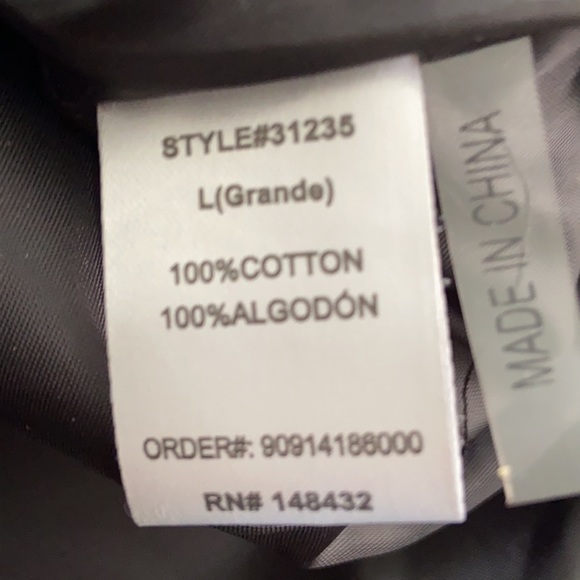 STYLE#31235
L(Grande)
100%COTTON
100%ALGODÓN
ORDER#: 90914186000
RN# 148432
MADE IN CHINA